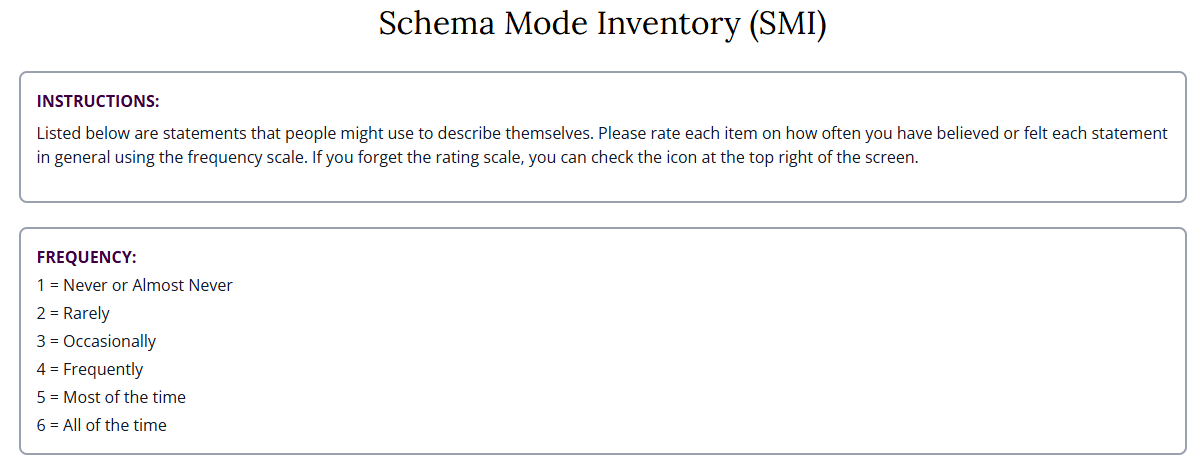 Schema Mode Inventory (SMI)
INSTRUCTIONS:
Listed below are statements that people might use to describe themselves. Please rate each item on how often you have believed or felt each statement
in general using the frequency scale. If you forget the rating scale, you can check the icon at the top right of the screen.
FREQUENCY:
1 = Never or Almost Never
2 = Rarely
3 = Occasionally
4 = Frequently
5 = Most of the time
6 = All of the time